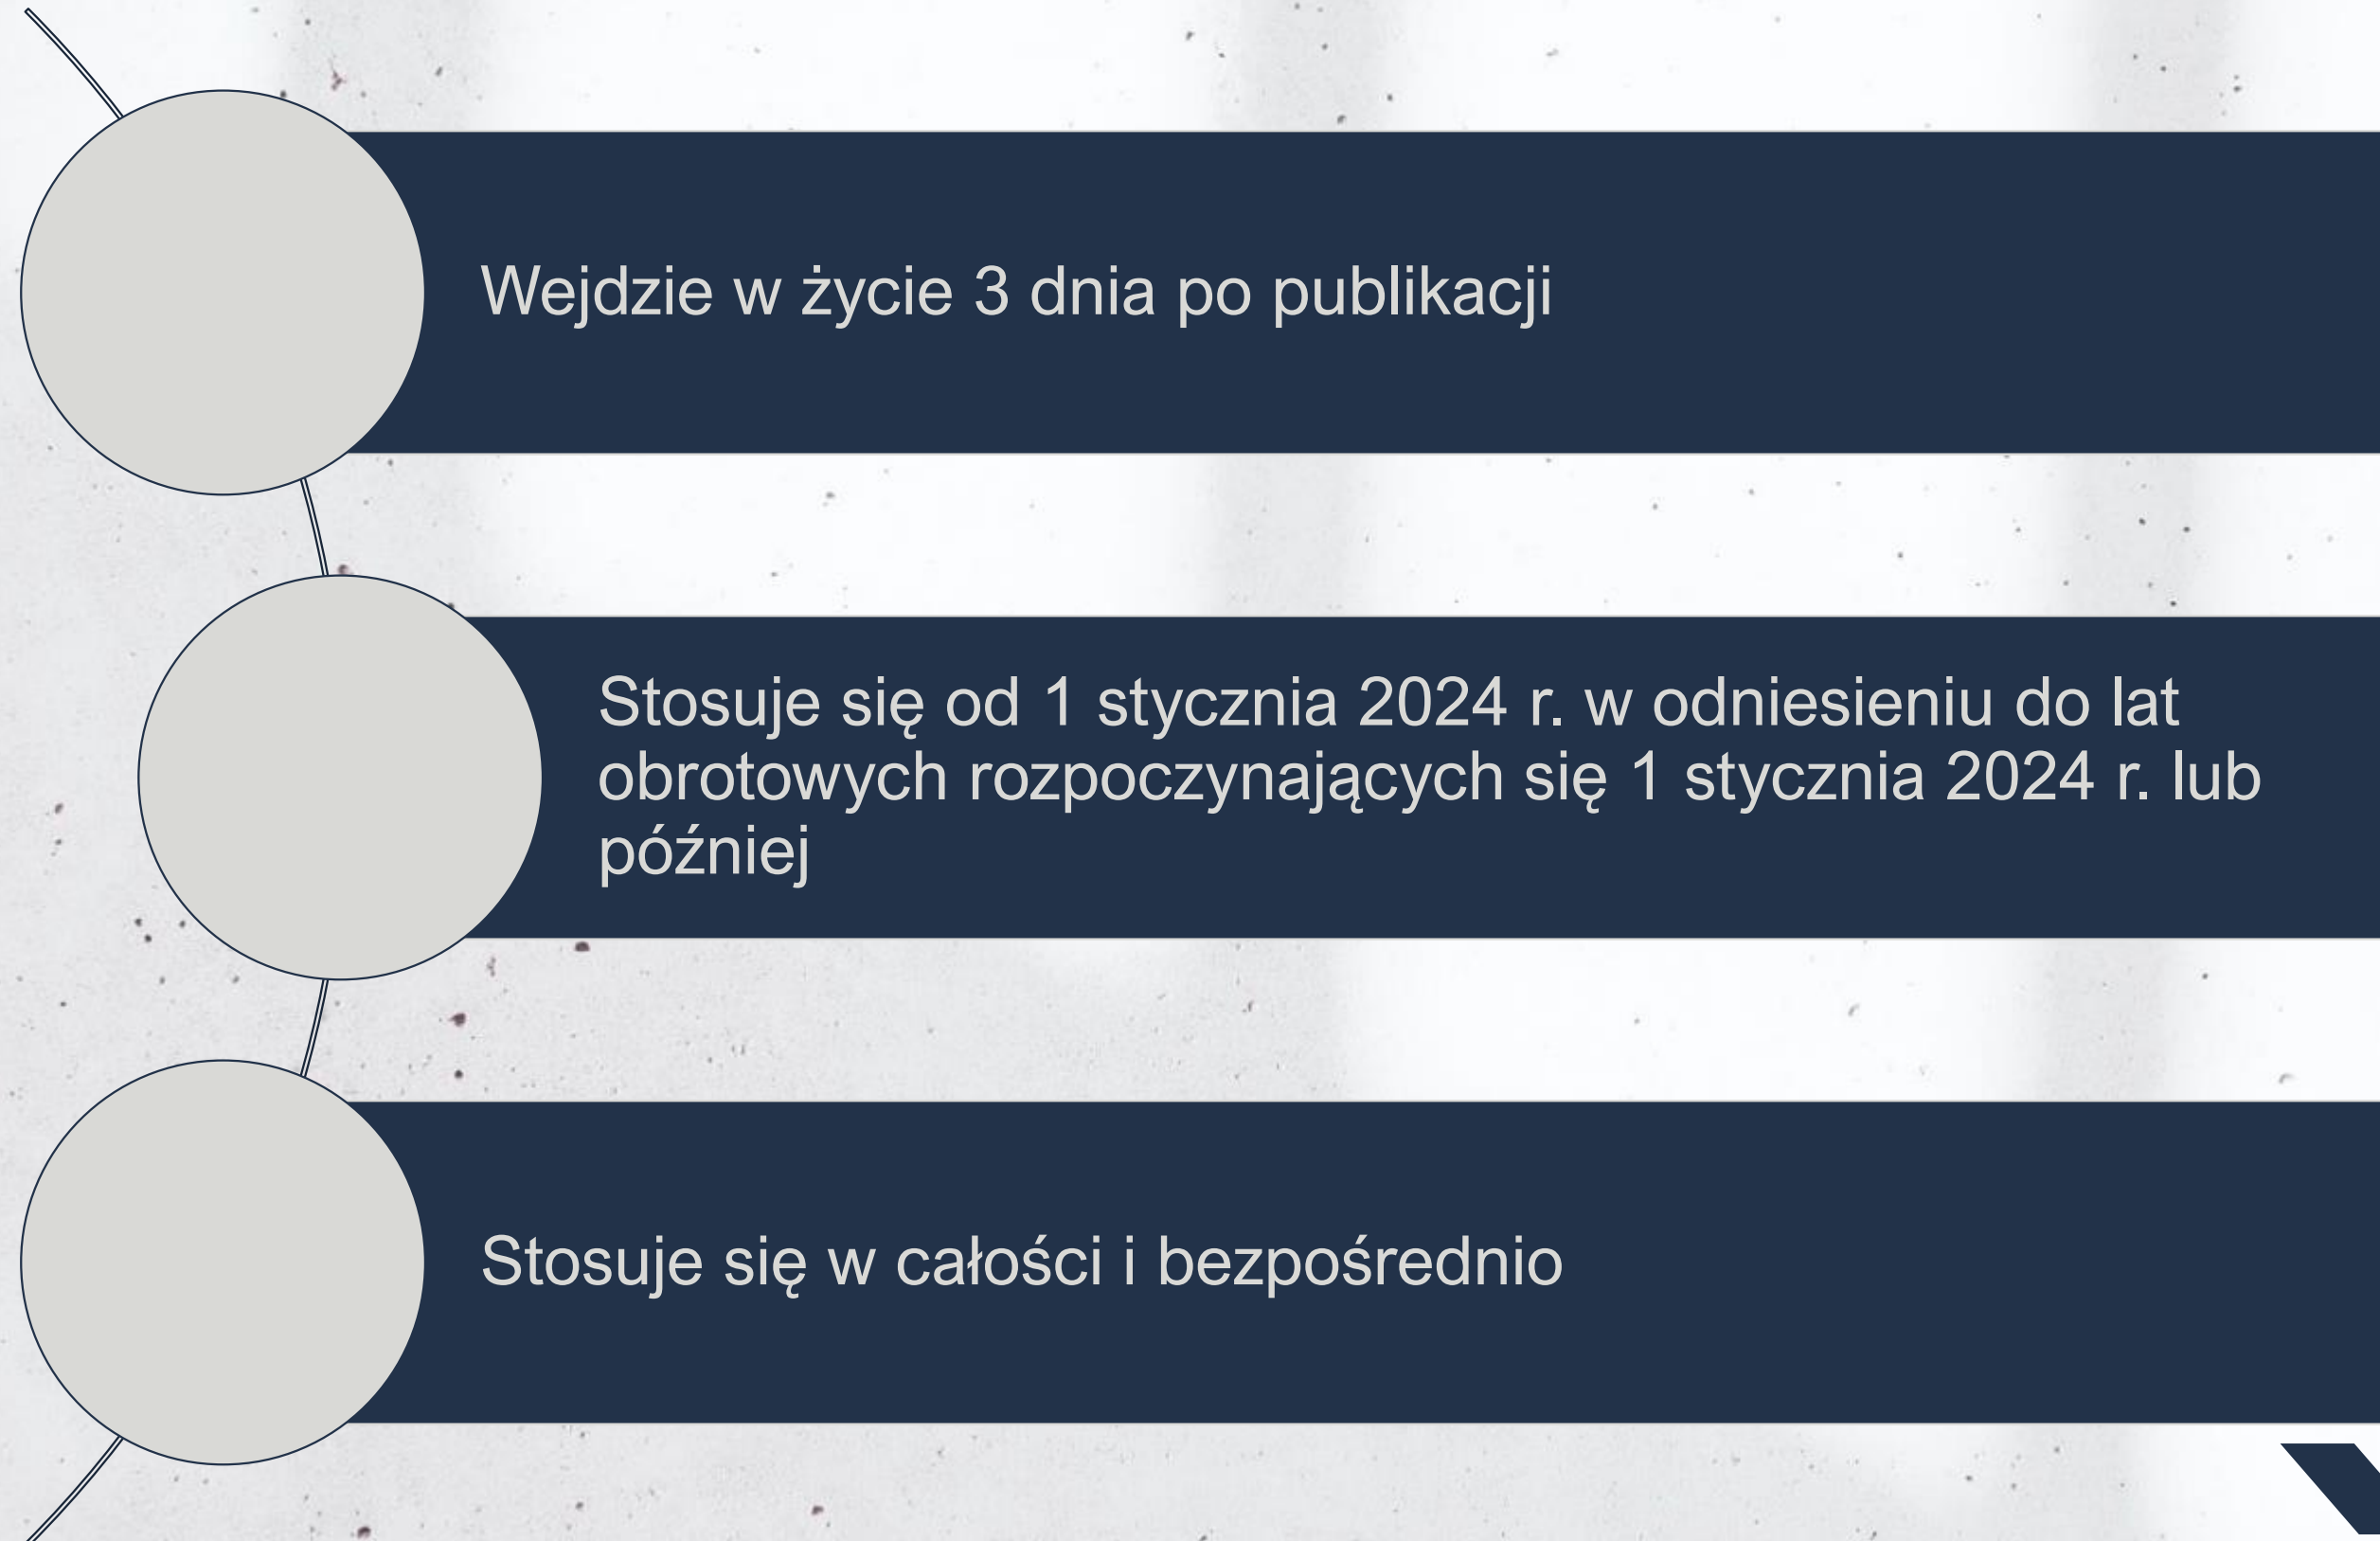 Wejdzie w życie 3 dnia po publikacji
Stosuje się od 1 stycznia 2024 r. w odniesieniu do lat
obrotowych rozpoczynających się 1 stycznia 2024 r. lub
później
Stosuje się w całości i bezpośrednio